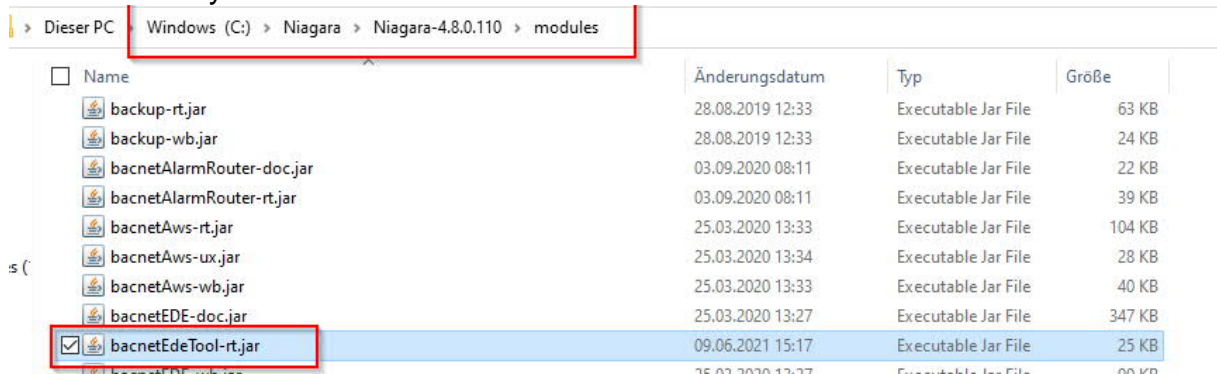 Dieser PC > Windows (C:) > Niagara > Niagara-4.8.0.110 > modules
Name Änderungsdatum Typ Größe
backup-rt.jar 28.08.2019 12:33 Executable Jar File 63 KB
backup-wb.jar 28.08.2019 12:33 Executable Jar File 24 KB
bacnetAlarmRouter-doc.jar 03.09.2020 08:11 Executable Jar File 22 KB
bacnetAlarmRouter-rt.jar 03.09.2020 08:11 Executable Jar File 39 KB
bacnetAws-rt.jar 25.03.2020 13:33 Executable Jar File 104 KB
bacnetAws-ux.jar 25.03.2020 13:34 Executable Jar File 28 KB
bacnetAws-wb.jar 25.03.2020 13:33 Executable Jar File 40 KB
bacnetEDE-doc.jar 25.03.2020 13:27 Executable Jar File 347 KB
bacnetEdeTool-rt.jar 09.06.2021 15:17 Executable Jar File 25 KB